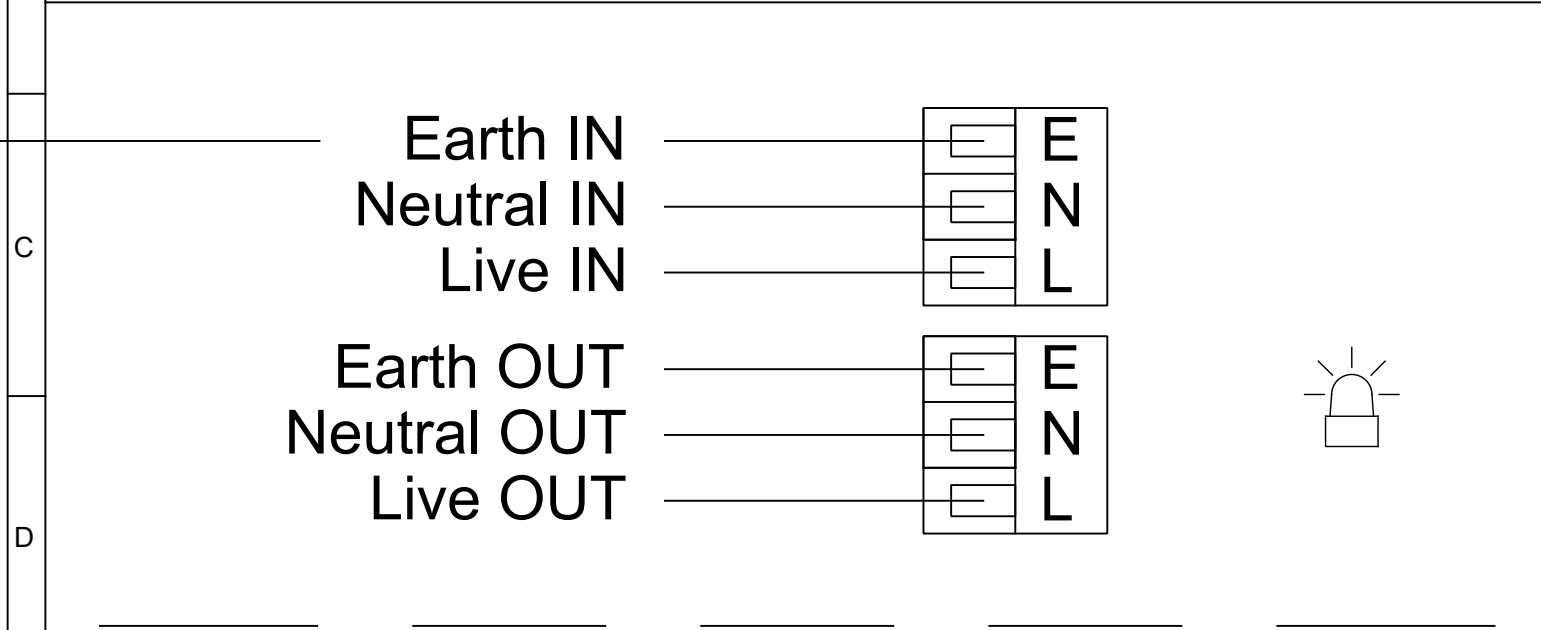 Earth IN E
Neutral IN N
C
Live IN L
Earth OUT E
Neutral OUT N
Live OUT L
D